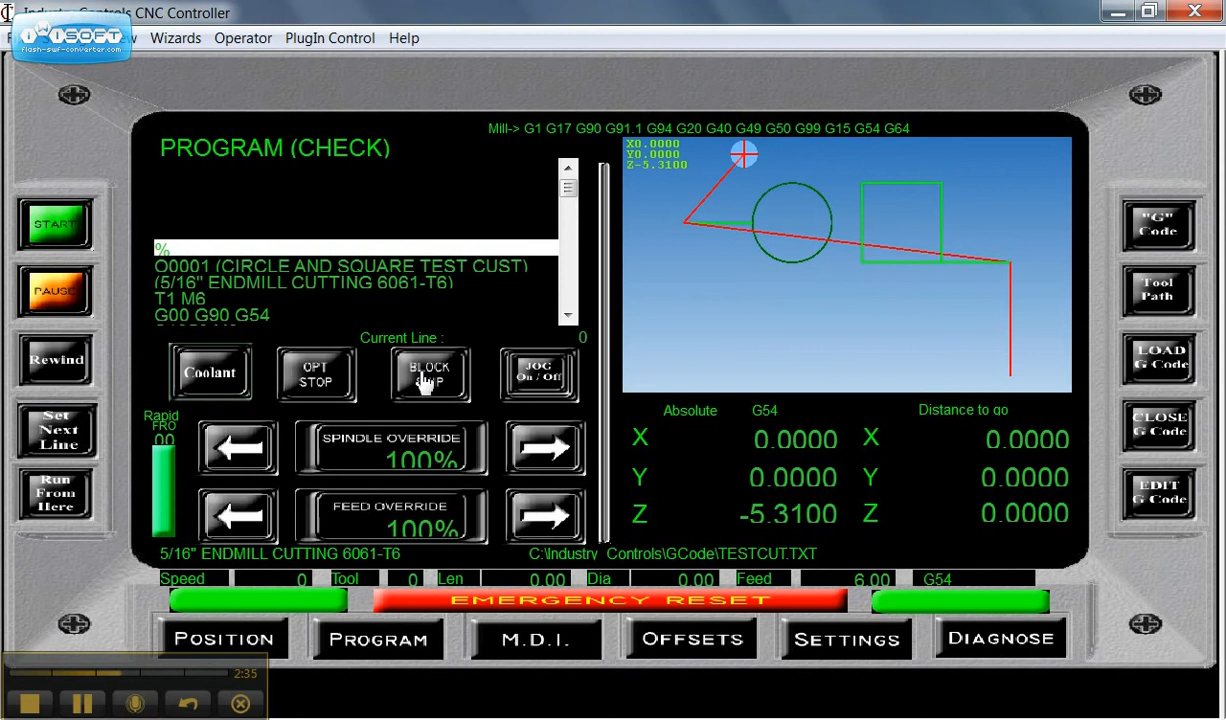 Industry Controls CNC Controller
iWiSOFT
flash-swf-converter.com
View Wizards Operator PlugIn Control Help
Mill-> G1 G17 G90 G91.1 G94 G20 G40 G49 G50 G99 G15 G54 G64
PROGRAM (CHECK)
X0.0000
Y0.0000
Z-5.3100
START
PAUSE
Rewind
Set Next Line
Run From Here
%
O0001 (CIRCLE AND SQUARE TEST CUST)
(5/16" ENDMILL CUTTING 6061-T6)
T1 M6
G00 G90 G54
Current Line : 0
Coolant
OPT STOP
BLOCK
JOG On / Off
Rapid
FRO
SPINDLE OVERRIDE
100%
FEED OVERRIDE
100%
"G" Code
Tool Path
LOAD G Code
CLOSE G Code
EDIT G Code
Absolute G54 Distance to go
X 0.0000 X 0.0000
Y 0.0000 Y 0.0000
Z -5.3100 Z 0.0000
5/16" ENDMILL CUTTING 6061-T6 C:\Industry Controls\GCode\TESTCUT.TXT
Speed 0 Tool 0 Len 0.00 Dia 0.00 Feed 6.00 G54
EMERGENCY RESET
POSITION PROGRAM M.D.I. OFFSETS SETTINGS DIAGNOSE
2:35